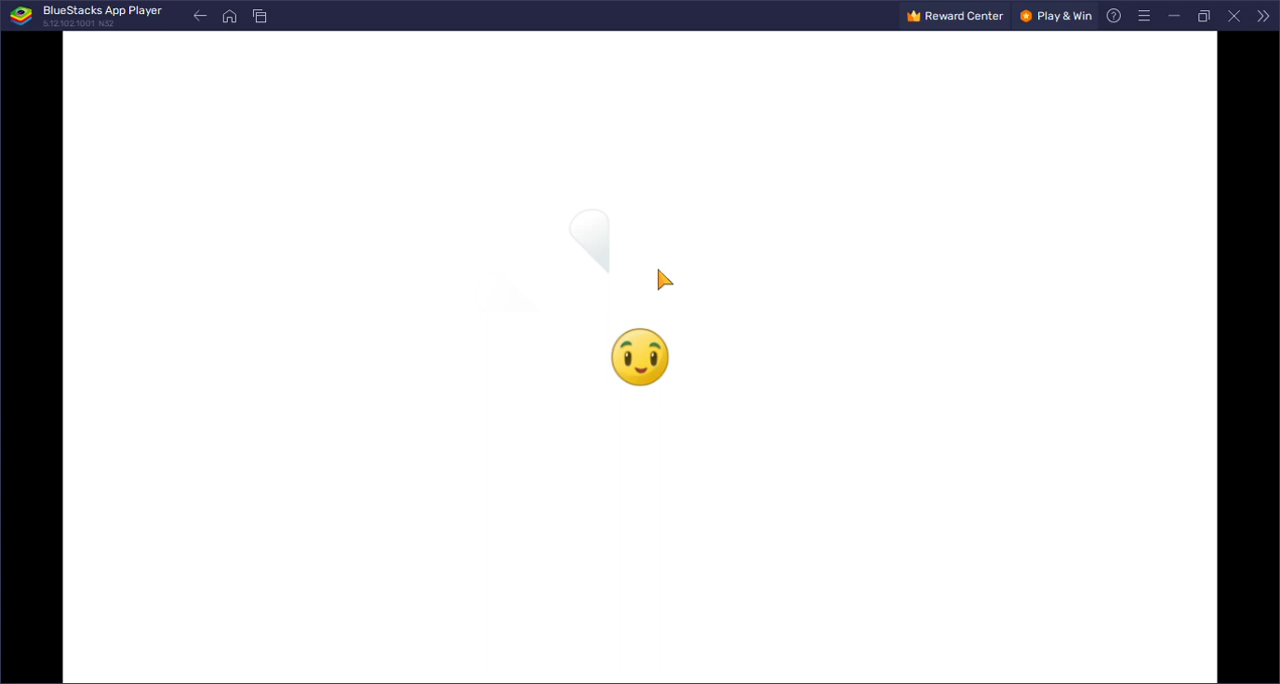 BlueStacks App Player
5.12.102.1001 N32
Reward Center
Play & Win